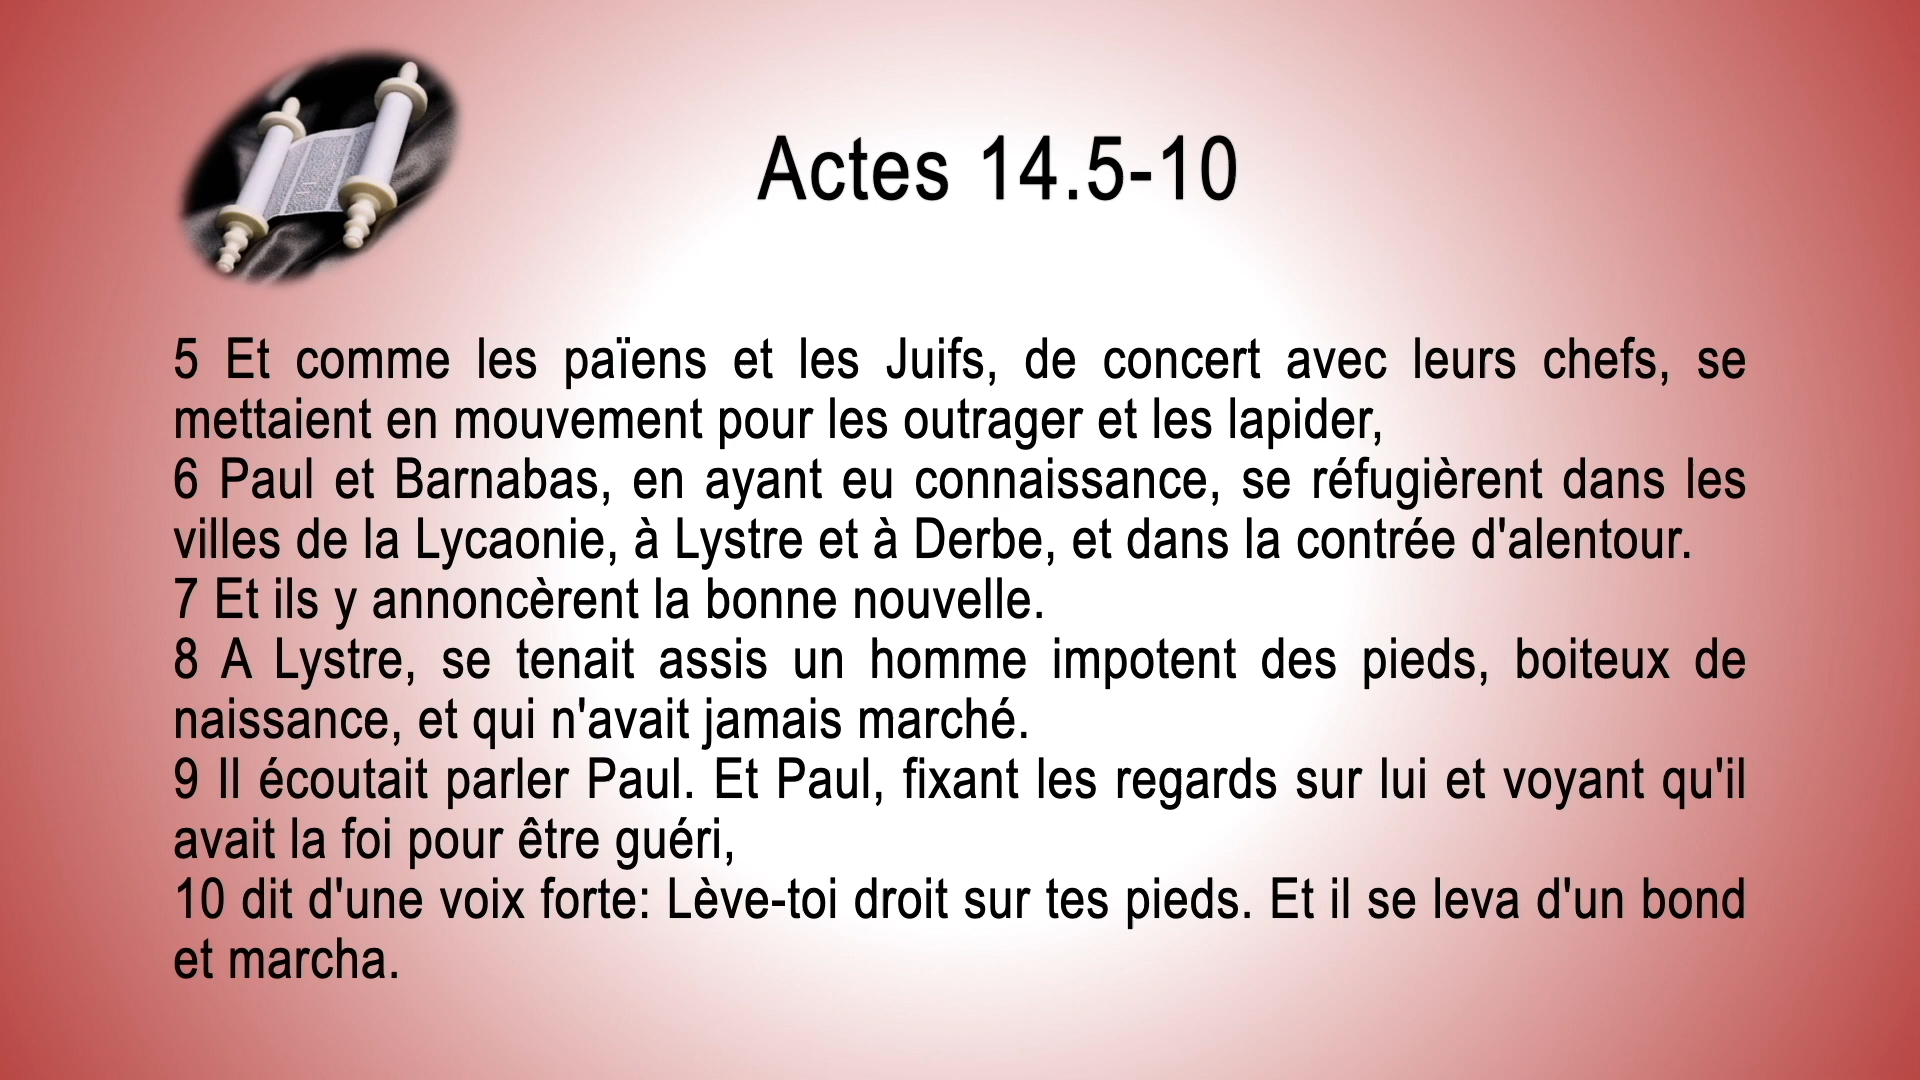 Actes 14.5-10
5 Et comme les païens et les Juifs, de concert avec leurs chefs, se
mettaient en mouvement pour les outrager et les lapider,
6 Paul et Barnabas, en ayant eu connaissance, se réfugièrent dans les
villes de la Lycaonie, à Lystre et à Derbe, et dans la contrée d'alentour.
7 Et ils y annoncèrent la bonne nouvelle.
8 A Lystre, se tenait assis un homme impotent des pieds, boiteux de
naissance, et qui n'avait jamais marché.
9 Il écoutait parler Paul. Et Paul, fixant les regards sur lui et voyant qu'il
avait la foi pour être guéri,
10 dit d'une voix forte: Lève-toi droit sur tes pieds. Et il se leva d'un bond
et marcha.